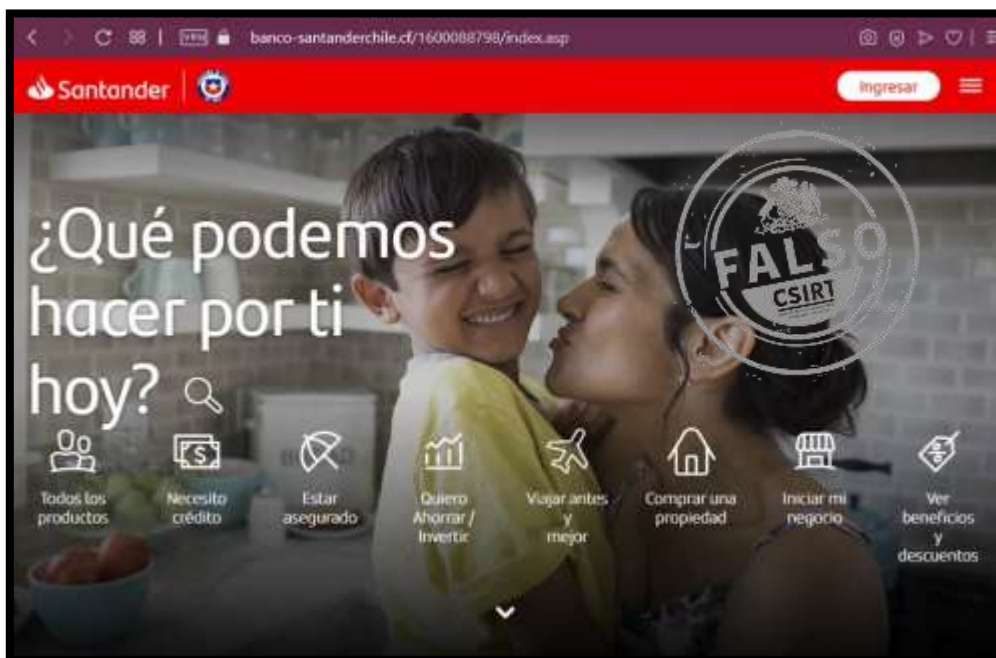 VPN
banco-santanderchile.cf/1600088798/index.asp
Santander
Ingresar
¿Qué podemos
hacer por ti
hoy?
FALSO
CSIRT
Todos los
productos
Necesito
crédito
Estar
asegurado
Quiero
Ahorrar /
Invertir
Viajar antes
y
mejor
Comprar una
propiedad
Iniciar mi
negocio
Ver
beneficios
y
descuentos